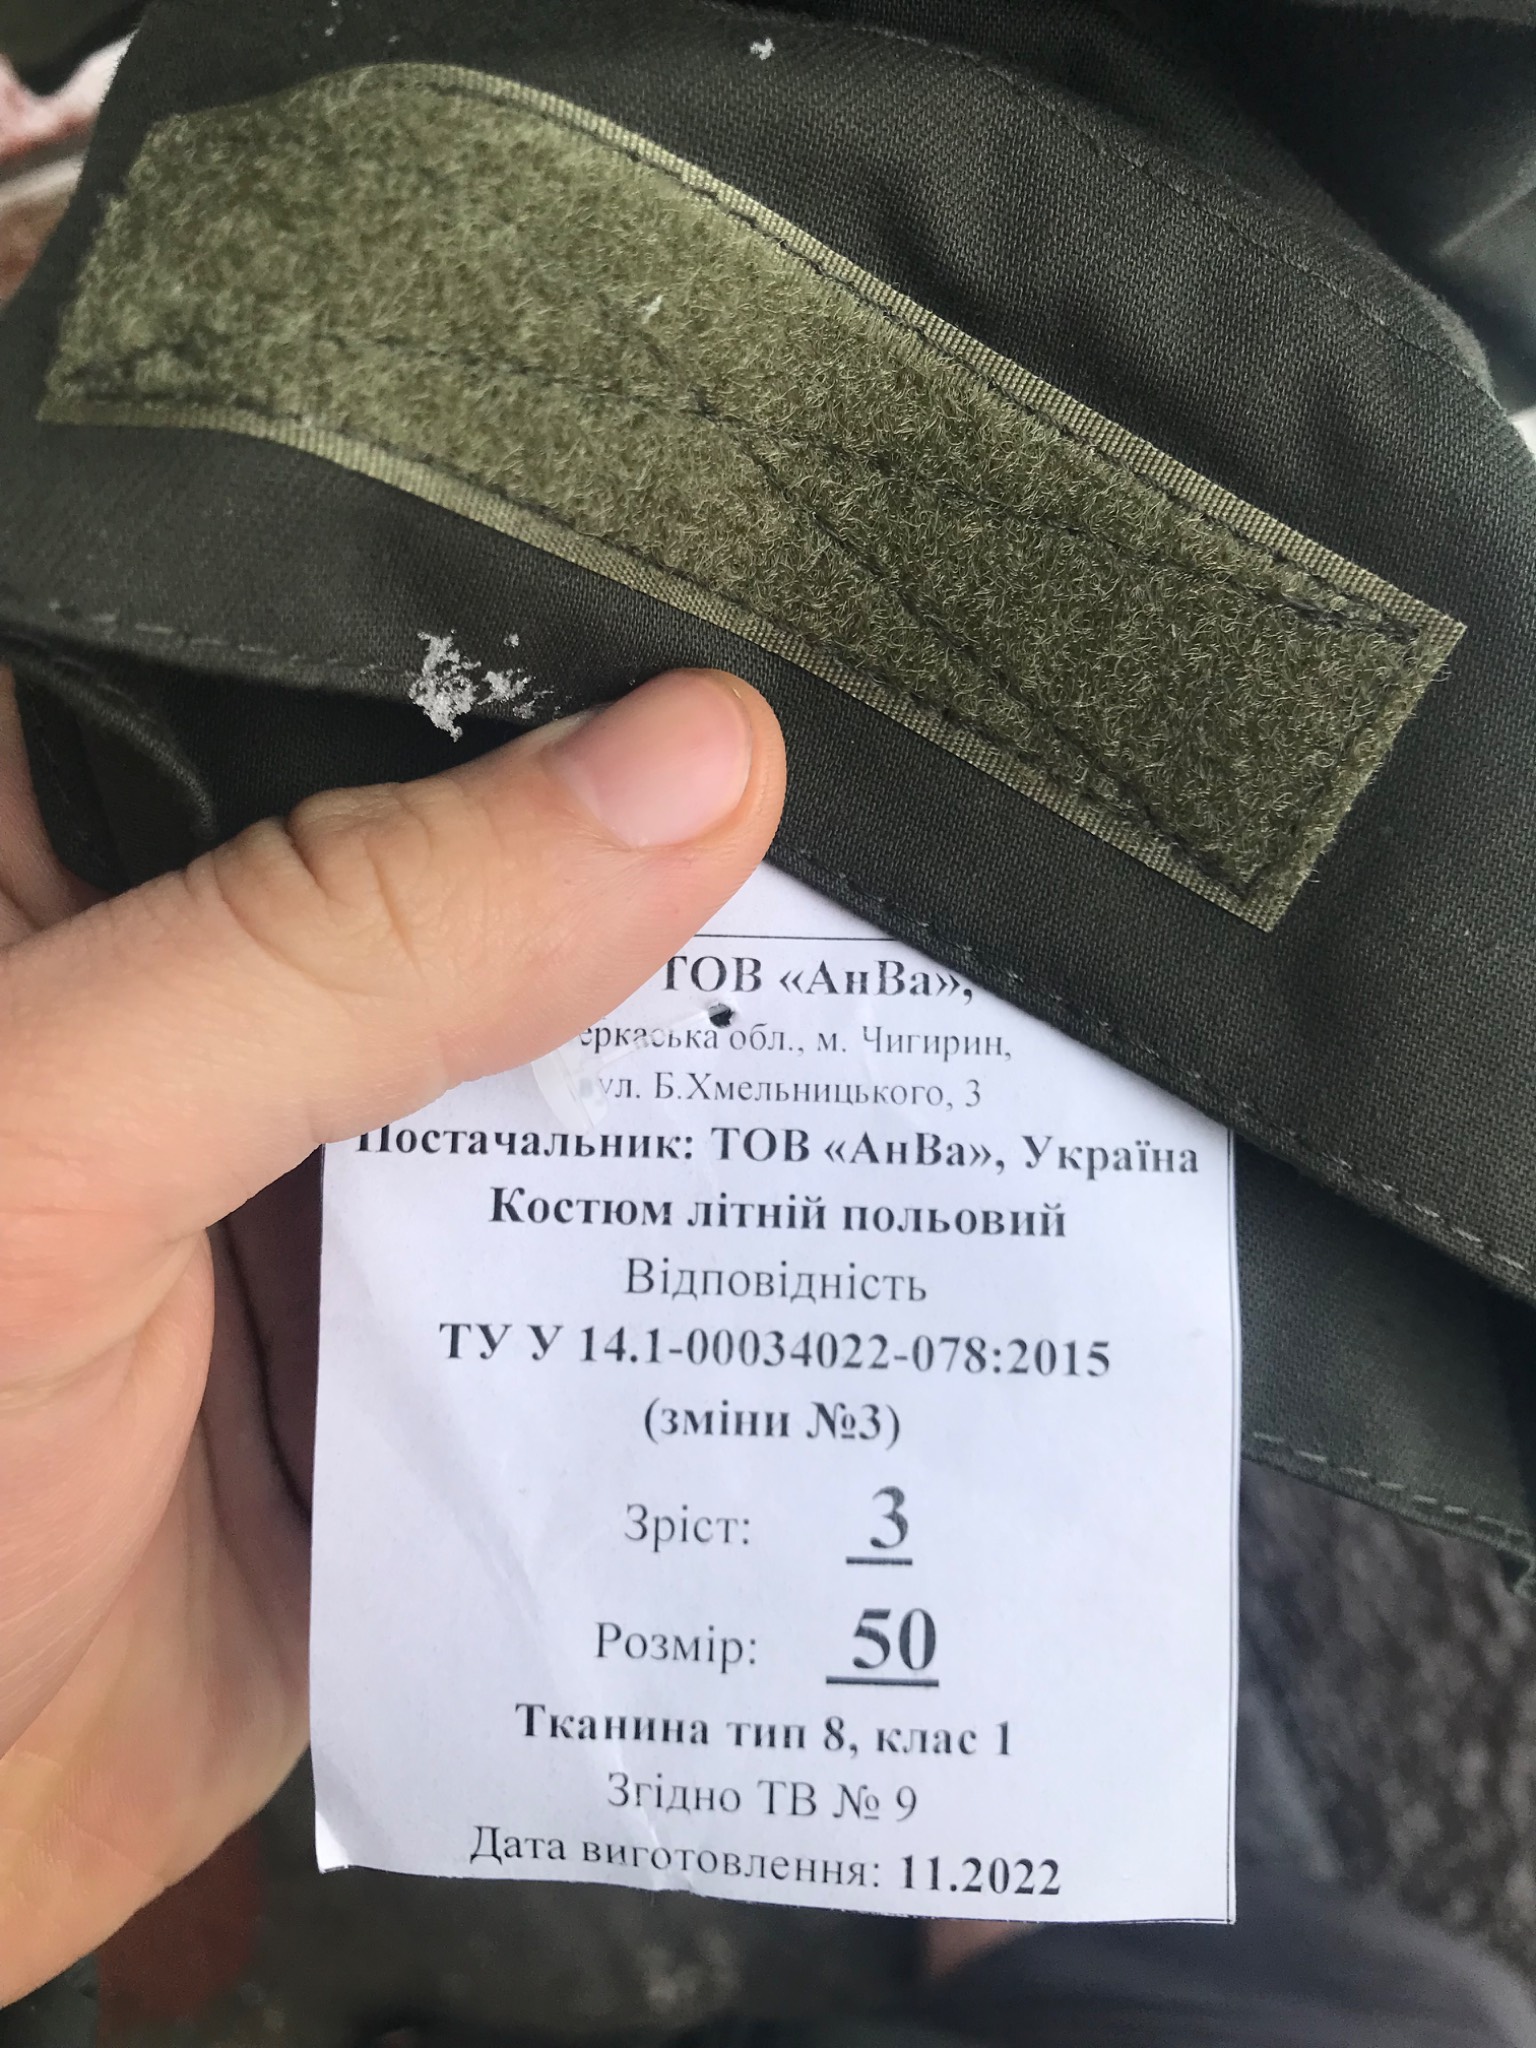 ТОВ «АнВа»,
обл., м. Чигирин,
вул. Б.Хмельницького, 3
Постачальник: ТОВ «АнВа», Україна
Костюм літній польовий
Відповідність
ТУ У 14.1-00034022-078:2015
(зміни №3)
Зріст: 3
Розмір: 50
Тканина тип 8, клас 1
Згідно ТВ № 9
Дата виготовлення: 11.2022